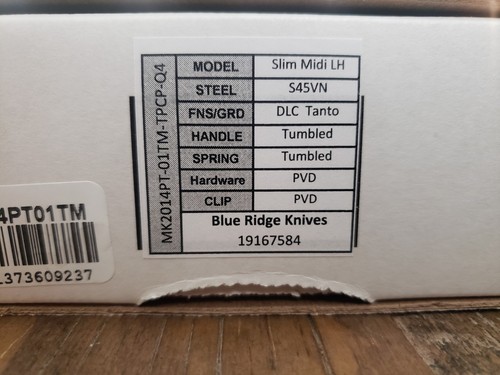 MK2014PT-01TM-TPCP-Q4
MODEL Slim Midi LH
STEEL S45VN
FNS/GRD DLC Tanto
HANDLE Tumbled
SPRING Tumbled
Hardware PVD
CLIP PVD
Blue Ridge Knives
19167584
4PT01TM
373609237